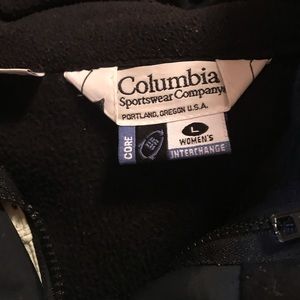 Columbia
Sportswear Company
PORTLAND, OREGON U.S.A.
CORE
L
WOMEN'S
INTERCHANGE